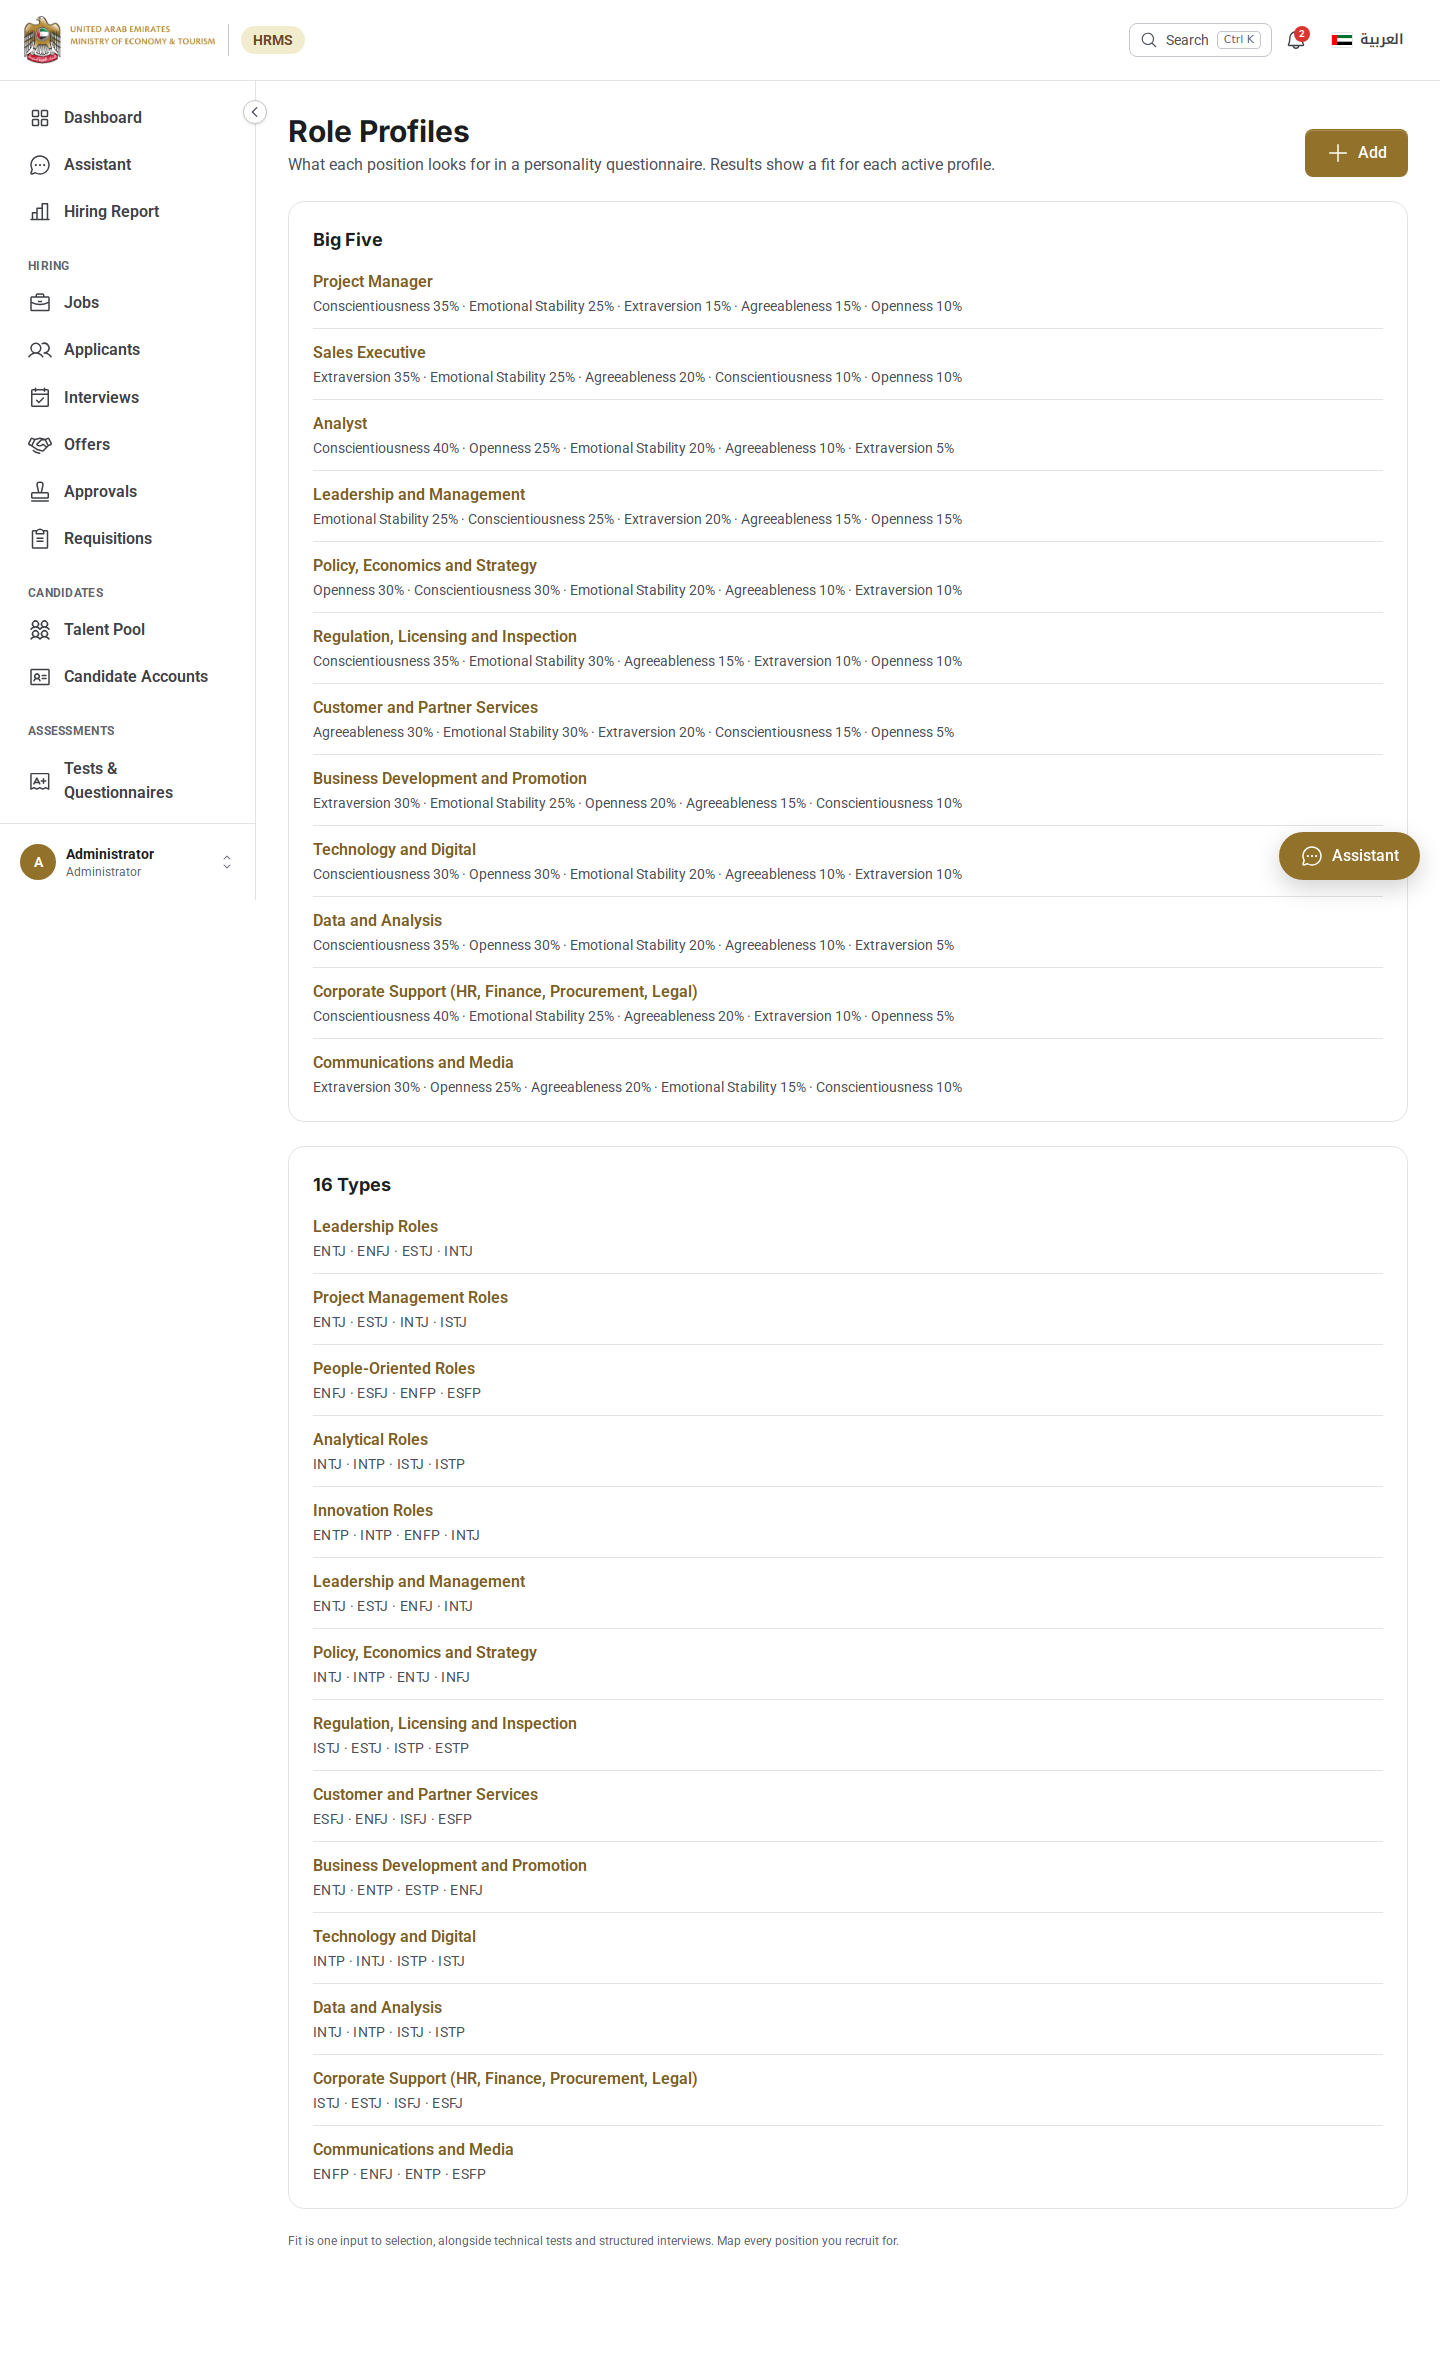 UNITED ARAB EMIRATES
MINISTRY OF ECONOMY & TOURISM
HRMS
Search Ctrl K
2
العربية
Dashboard
Assistant
Hiring Report
HIRING
Jobs
Applicants
Interviews
Offers
Approvals
Requisitions
CANDIDATES
Talent Pool
Candidate Accounts
ASSESSMENTS
A+
Tests &
Questionnaires
A
Administrator
Administrator
Role Profiles
What each position looks for in a personality questionnaire. Results show a fit for each active profile.
Add
Big Five
Project Manager
Conscientiousness 35% · Emotional Stability 25% · Extraversion 15% · Agreeableness 15% · Openness 10%
Sales Executive
Extraversion 35% · Emotional Stability 25% · Agreeableness 20% · Conscientiousness 10% · Openness 10%
Analyst
Conscientiousness 40% · Openness 25% · Emotional Stability 20% · Agreeableness 10% · Extraversion 5%
Leadership and Management
Emotional Stability 25% · Conscientiousness 25% · Extraversion 20% · Agreeableness 15% · Openness 15%
Policy, Economics and Strategy
Openness 30% · Conscientiousness 30% · Emotional Stability 20% · Agreeableness 10% · Extraversion 10%
Regulation, Licensing and Inspection
Conscientiousness 35% · Emotional Stability 30% · Agreeableness 15% · Extraversion 10% · Openness 10%
Customer and Partner Services
Agreeableness 30% · Emotional Stability 30% · Extraversion 20% · Conscientiousness 15% · Openness 5%
Business Development and Promotion
Extraversion 30% · Emotional Stability 25% · Openness 20% · Agreeableness 15% · Conscientiousness 10%
Technology and Digital
Conscientiousness 30% · Openness 30% · Emotional Stability 20% · Agreeableness 10% · Extraversion 10%
Assistant
Data and Analysis
Conscientiousness 35% · Openness 30% · Emotional Stability 20% · Agreeableness 10% · Extraversion 5%
Corporate Support (HR, Finance, Procurement, Legal)
Conscientiousness 40% · Emotional Stability 25% · Agreeableness 20% · Extraversion 10% · Openness 5%
Communications and Media
Extraversion 30% · Openness 25% · Agreeableness 20% · Emotional Stability 15% · Conscientiousness 10%
16 Types
Leadership Roles
ENTJ · ENFJ · ESTJ · INTJ
Project Management Roles
ENTJ · ESTJ · INTJ · ISTJ
People-Oriented Roles
ENFJ · ESFJ · ENFP · ESFP
Analytical Roles
INTJ · INTP · ISTJ · ISTP
Innovation Roles
ENTP · INTP · ENFP · INTJ
Leadership and Management
ENTJ · ESTJ · ENFJ · INTJ
Policy, Economics and Strategy
INTJ · INTP · ENTJ · INFJ
Regulation, Licensing and Inspection
ISTJ · ESTJ · ISTP · ESTP
Customer and Partner Services
ESFJ · ENFJ · ISFJ · ESFP
Business Development and Promotion
ENTJ · ENTP · ESTP · ENFJ
Technology and Digital
INTP · INTJ · ISTP · ISTJ
Data and Analysis
INTJ · INTP · ISTJ · ISTP
Corporate Support (HR, Finance, Procurement, Legal)
ISTJ · ESTJ · ISFJ · ESFJ
Communications and Media
ENFP · ENFJ · ENTP · ESFP
Fit is one input to selection, alongside technical tests and structured interviews. Map every position you recruit for.